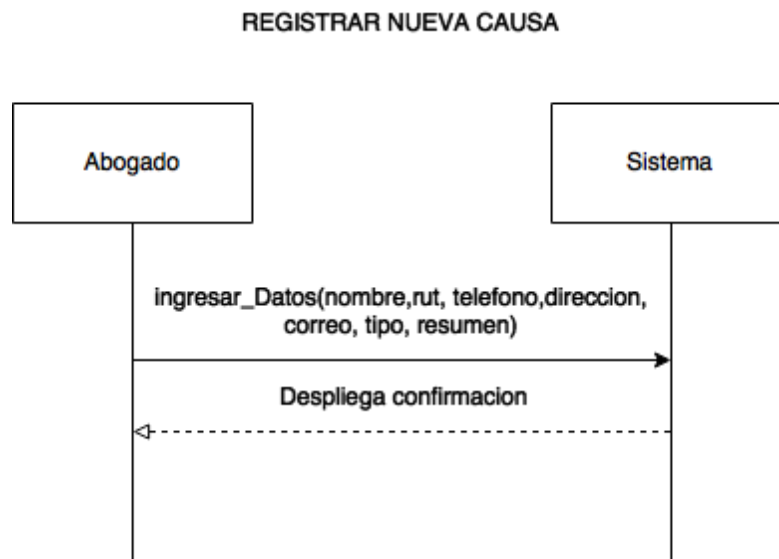 REGISTRAR NUEVA CAUSA
Abogado
Sistema
ingresar_Datos(nombre,rut, telefono,direccion,
correo, tipo, resumen)
Despliega confirmacion